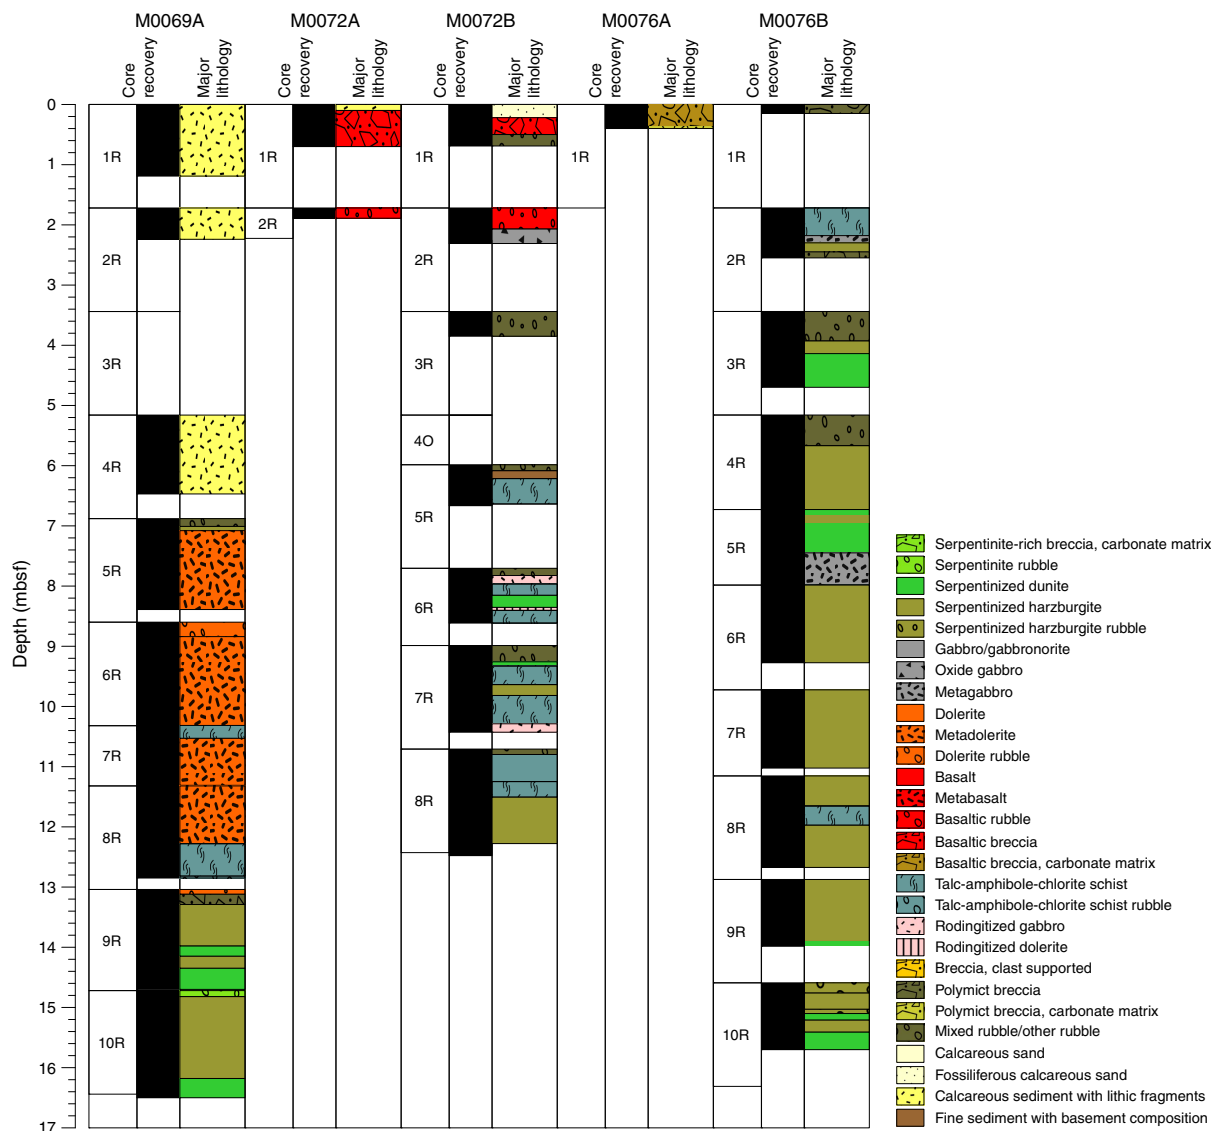 M0069A M0072A M0072B M0076A M0076B
Core recovery Major lithology Core recovery Major lithology Core recovery Major lithology Core recovery Major lithology Core recovery Major lithology
Depth (mbsf)
0
1
2
3
4
5
6
7
8
9
10
11
12
13
14
15
16
17
1R
2R
3R
4R
5R
6R
7R
8R
9R
10R
1R
2R
1R
2R
3R
4O
5R
6R
7R
8R
1R
1R
2R
3R
4R
5R
6R
7R
8R
9R
10R
Serpentinite-rich breccia, carbonate matrix
Serpentinite rubble
Serpentinized dunite
Serpentinized harzburgite
Serpentinized harzburgite rubble
Gabbro/gabbronorite
Oxide gabbro
Metagabbro
Dolerite
Metadolerite
Dolerite rubble
Basalt
Metabasalt
Basaltic rubble
Basaltic breccia
Basaltic breccia, carbonate matrix
Talc-amphibole-chlorite schist
Talc-amphibole-chlorite schist rubble
Rodingitized gabbro
Rodingitized dolerite
Breccia, clast supported
Polymict breccia
Polymict breccia, carbonate matrix
Mixed rubble/other rubble
Calcareous sand
Fossiliferous calcareous sand
Calcareous sediment with lithic fragments
Fine sediment with basement composition